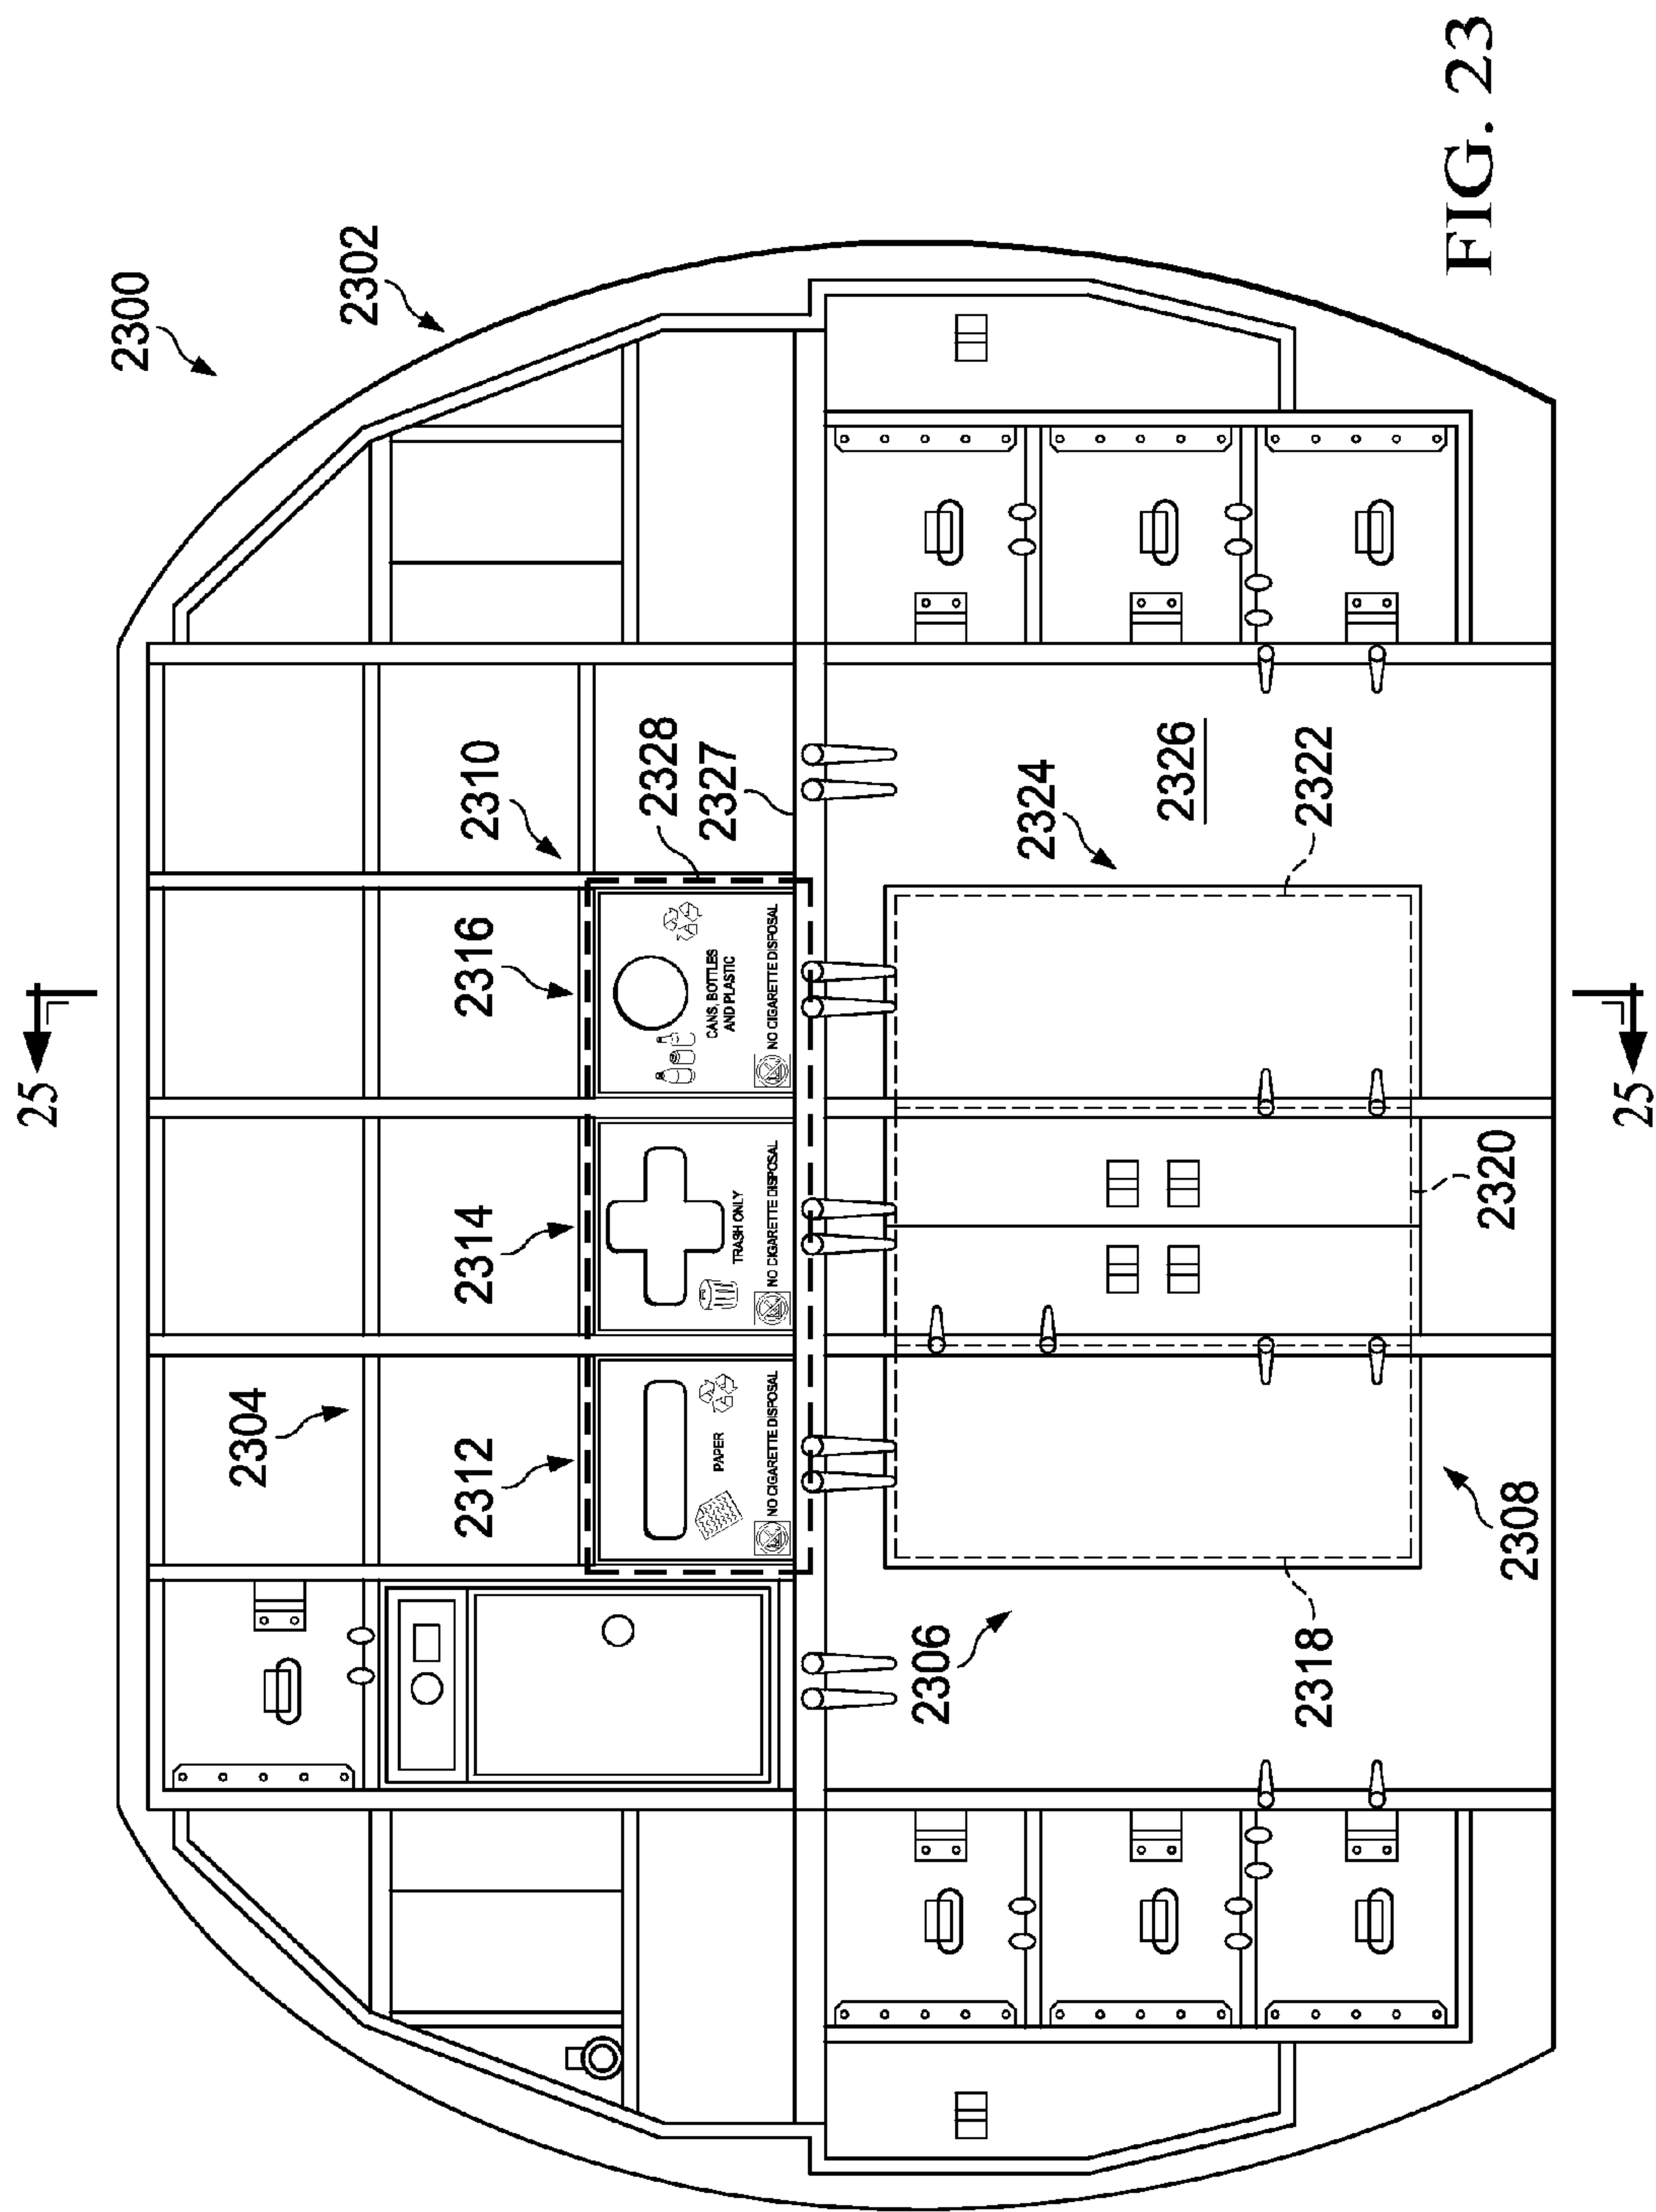 FIG. 23
2300
2302
25
25
2304
2310
2328
2327
2312
2314
2316
PAPER
NO CIGARETTE DISPOSAL
TRASH ONLY
NO CIGARETTE DISPOSAL
CANS, BOTTLES
AND PLASTIC
NO CIGARETTE DISPOSAL
2306
2324
2326
2318
2322
2308
2320